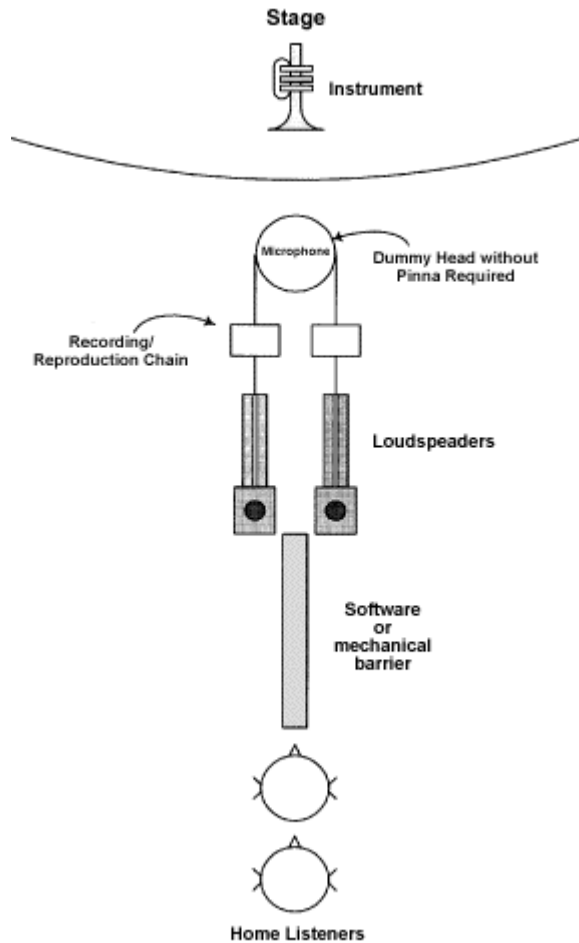 Stage
Instrument
Microphone
Dummy Head without
Pinna Required
Recording/
Reproduction Chain
Loudspeaders
Software
or
mechanical
barrier
Home Listeners